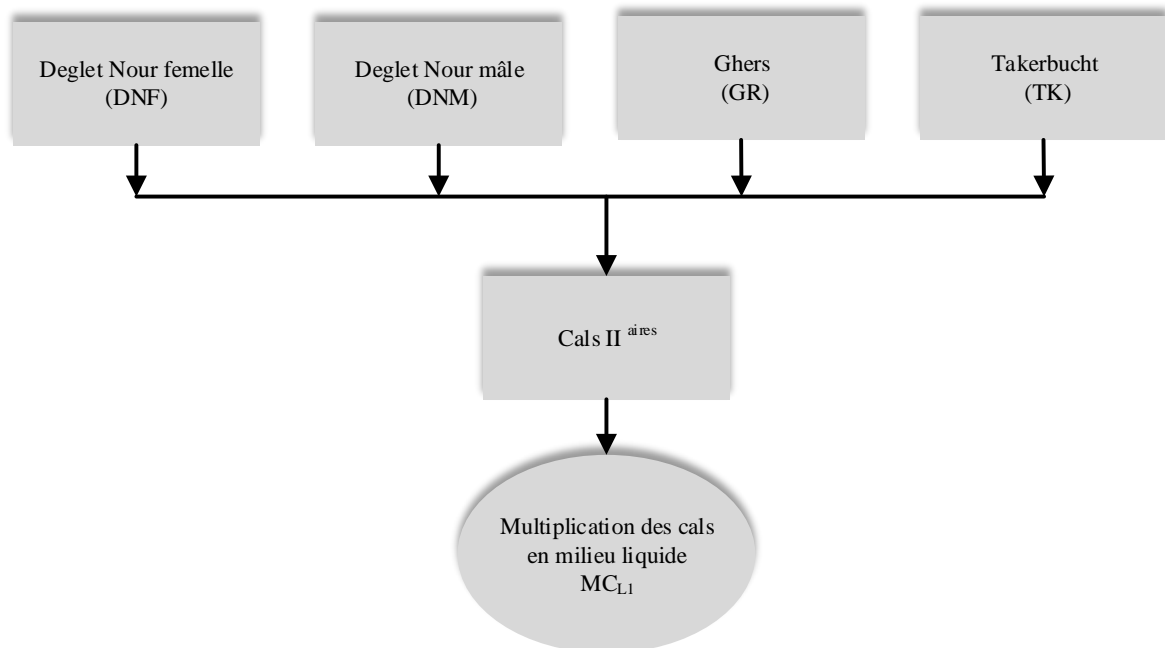 Deglet Nour femelle
(DNF)
Deglet Nour mâle
(DNM)
Ghers
(GR)
Takerbucht
(TK)
Cals II aires
Multiplication des cals
en milieu liquide
MCL1